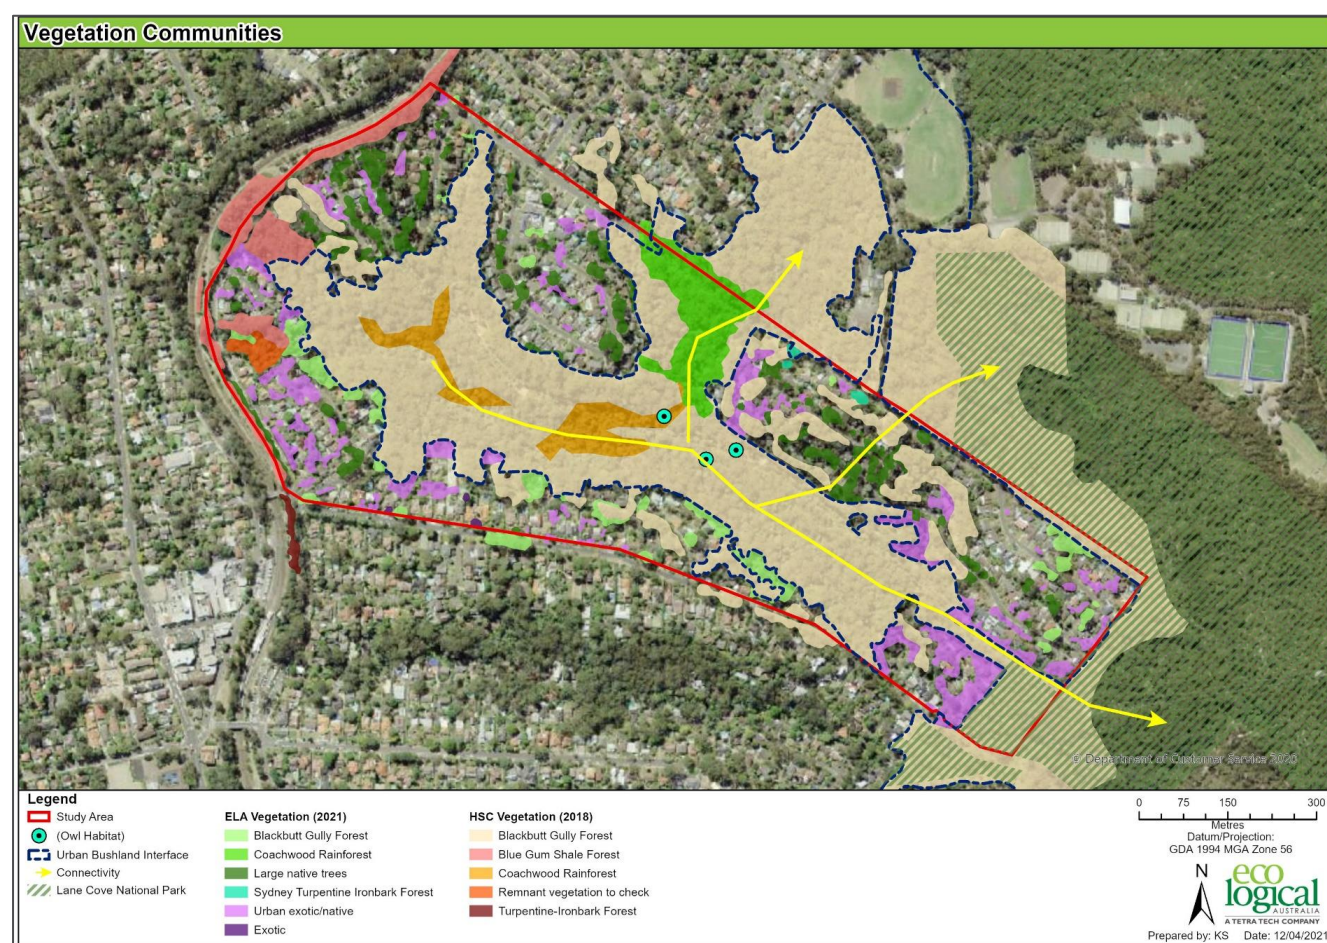 Vegetation Communities
© Department of Customer Service 2020
Legend
Study Area
(Owl Habitat)
Urban Bushland Interface
Connectivity
Lane Cove National Park
ELA Vegetation (2021)
Blackbutt Gully Forest
Coachwood Rainforest
Large native trees
Sydney Turpentine Ironbark Forest
Urban exotic/native
Exotic
HSC Vegetation (2018)
Blackbutt Gully Forest
Blue Gum Shale Forest
Coachwood Rainforest
Remnant vegetation to check
Turpentine-Ironbark Forest
0 75 150 300
Metres
Datum/Projection:
GDA 1994 MGA Zone 56
N
eco
logical
AUSTRALIA
A TETRA TECH COMPANY
Prepared by: KS Date: 12/04/2021